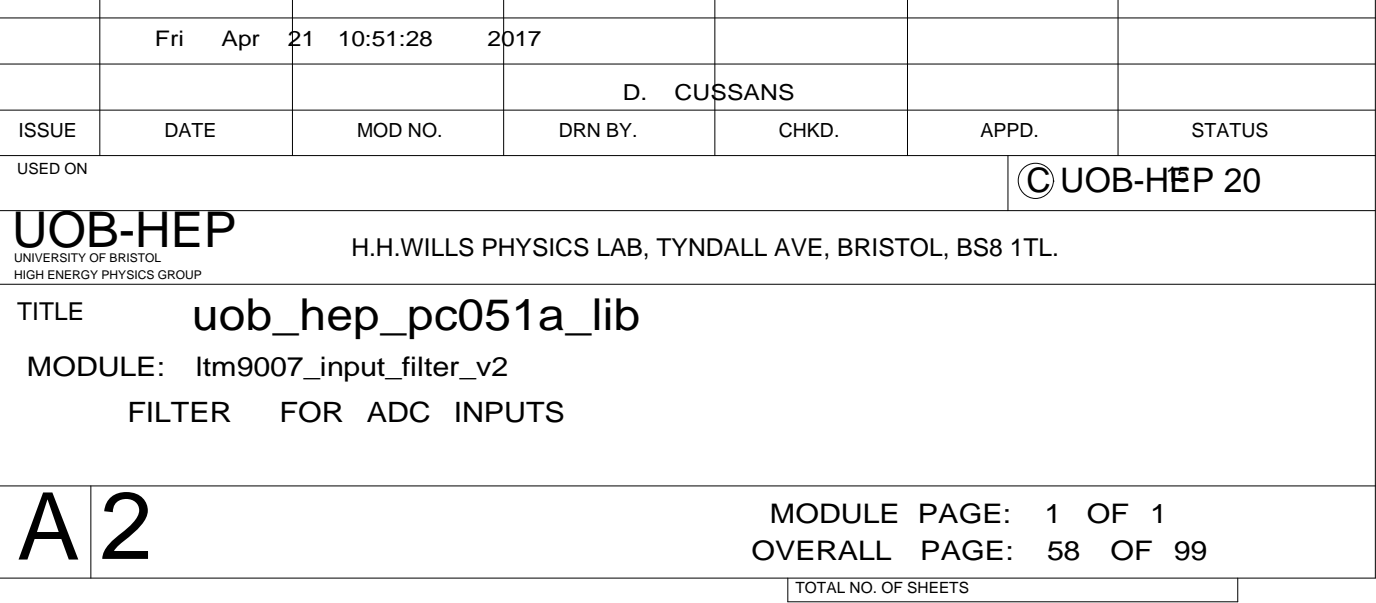 Fri Apr 21 10:51:28 2017
D. CUSSANS
ISSUE DATE MOD NO. DRN BY. CHKD. APPD. STATUS
USED ON
© UOB-HEP 20 15
UOB-HEP
UNIVERSITY OF BRISTOL
HIGH ENERGY PHYSICS GROUP
H.H.WILLS PHYSICS LAB, TYNDALL AVE, BRISTOL, BS8 1TL.
TITLE uob_hep_pc051a_lib
MODULE: ltm9007_input_filter_v2
FILTER FOR ADC INPUTS
A 2
MODULE PAGE: 1 OF 1
OVERALL PAGE: 58 OF 99
TOTAL NO. OF SHEETS